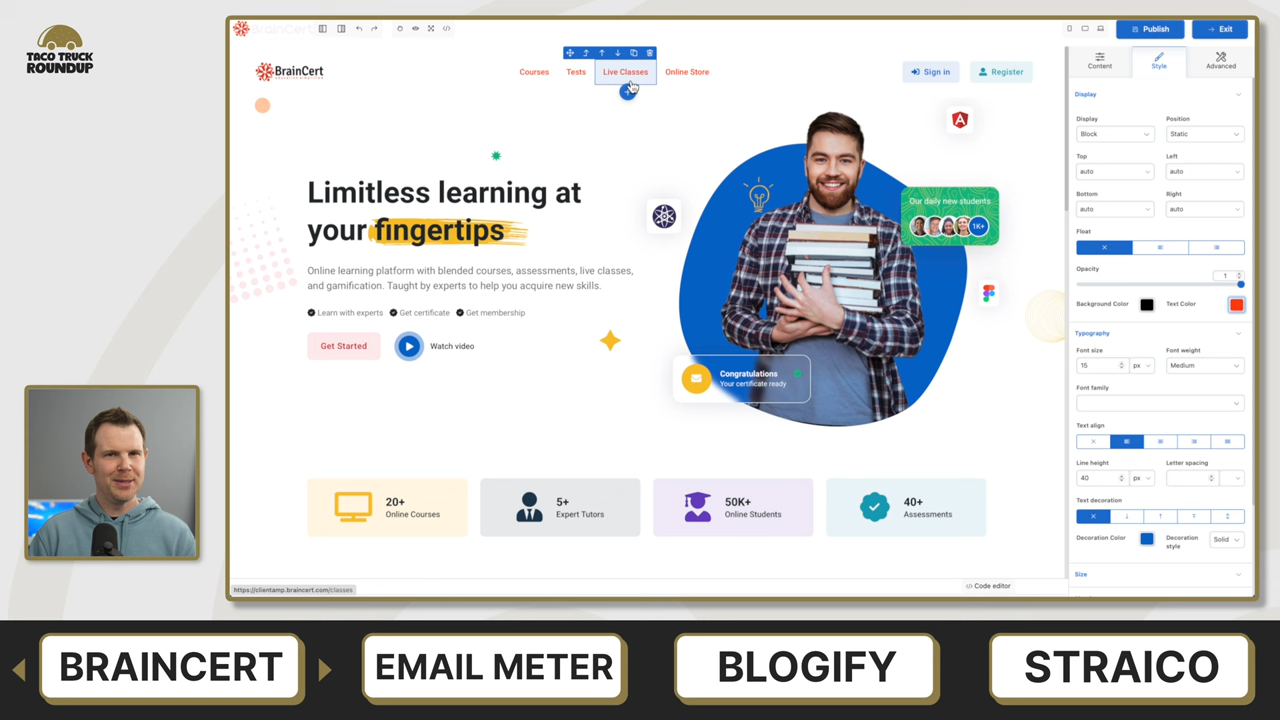 TACO TRUCK
ROUNDUP
BrainCert
Publish
Exit
BrainCert
Courses
Tests
Live Classes
Online Store
Sign in
Register
Limitless learning at
your fingertips
Online learning platform with blended courses, assessments, live classes,
and gamification. Taught by experts to help you acquire new skills.
Learn with experts
Get certificate
Get membership
Get Started
Watch video
Our daily new students
1K+
Congratulations
Your certificate ready
20+
Online Courses
5+
Expert Tutors
50K+
Online Students
40+
Assessments
https://clientamp.braincert.com/classes
Code editor
Content
Style
Advanced
Display
Display
Position
Block
Static
Top
Left
auto
auto
Bottom
Right
auto
auto
Float
Opacity
1
Background Color
Text Color
Typography
Font size
Font weight
15
px
Medium
Font family
Text align
Line height
Letter spacing
40
px
Text decoration
Decoration Color
Decoration
style
Solid
Size
BRAINCERT
EMAIL METER
BLOGIFY
STRAICO